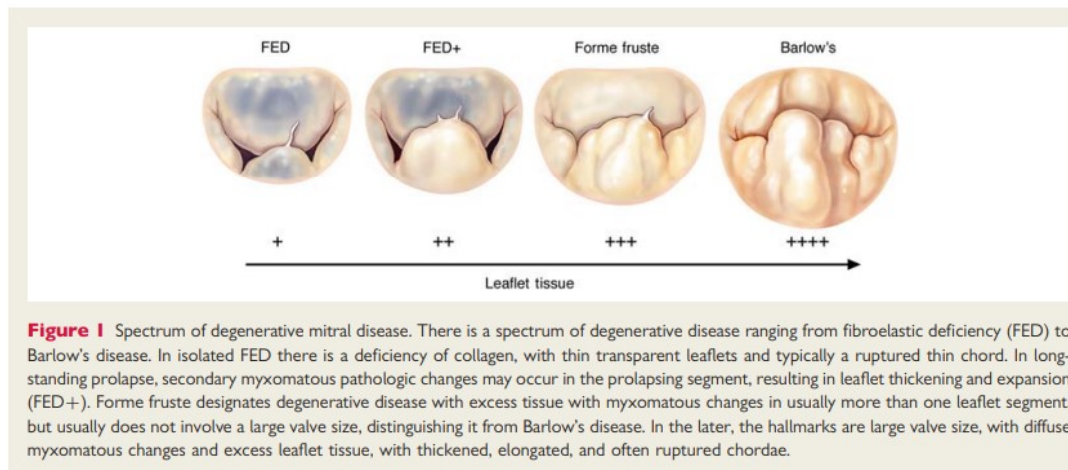 FED FED+ Forme fruste Barlow's
+ ++ +++ ++++
Leaflet tissue
Figure 1 Spectrum of degenerative mitral disease. There is a spectrum of degenerative disease ranging from fibroelastic deficiency (FED) to
Barlow's disease. In isolated FED there is a deficiency of collagen, with thin transparent leaflets and typically a ruptured thin chord. In long-
standing prolapse, secondary myxomatous pathologic changes may occur in the prolapsing segment, resulting in leaflet thickening and expansion
(FED+). Forme fruste designates degenerative disease with excess tissue with myxomatous changes in usually more than one leaflet segment,
but usually does not involve a large valve size, distinguishing it from Barlow's disease. In the later, the hallmarks are large valve size, with diffuse
myxomatous changes and excess leaflet tissue, with thickened, elongated, and often ruptured chordae.